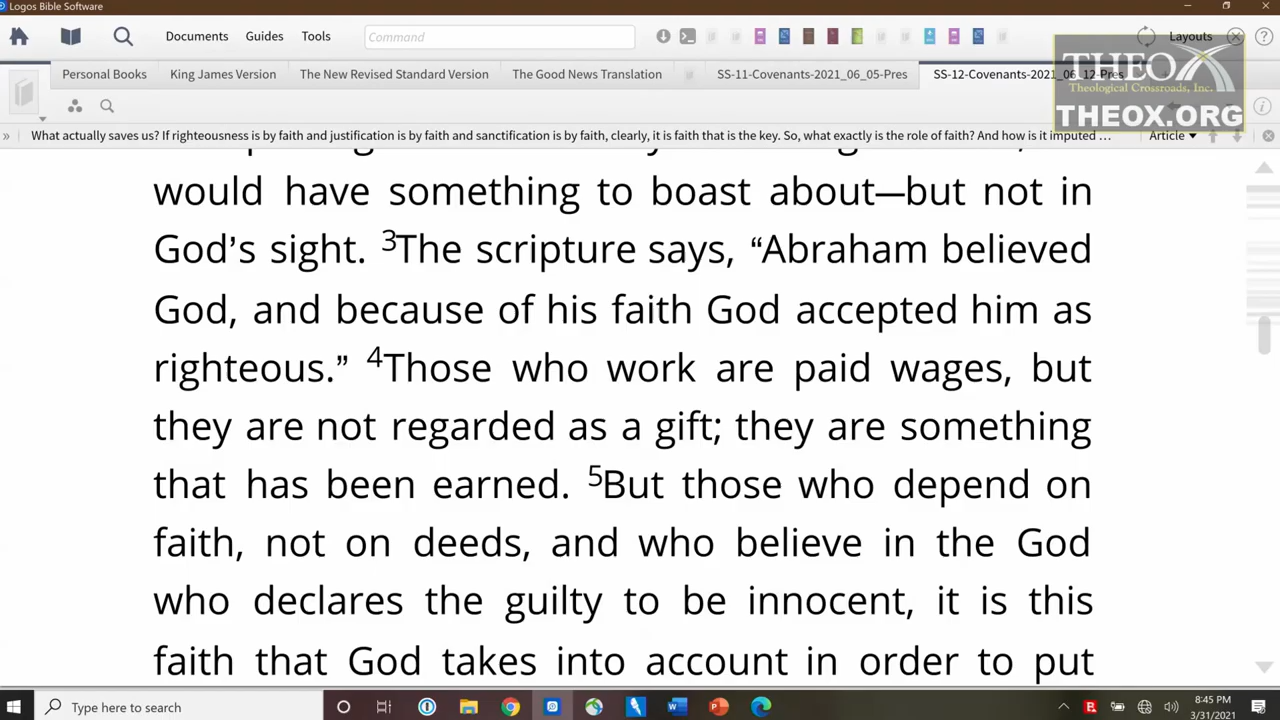 Logos Bible Software
Documents Guides Tools Command Layouts
Personal Books King James Version The New Revised Standard Version The Good News Translation SS-11-Covenants-2021_06_05-Pres SS-12-Covenants-2021_06_12-Pres
THEOX
Theological Crossroads, Inc.
THEOX.ORG
» What actually saves us? If righteousness is by faith and justification is by faith and sanctification is by faith, clearly, it is faith that is the key. So, what exactly is the role of faith? And how is it imputed ... Article
would have something to boast about—but not in
God’s sight. 3The scripture says, “Abraham believed
God, and because of his faith God accepted him as
righteous.” 4Those who work are paid wages, but
they are not regarded as a gift; they are something
that has been earned. 5But those who depend on
faith, not on deeds, and who believe in the God
who declares the guilty to be innocent, it is this
faith that God takes into account in order to put
Type here to search
8:45 PM
3/31/2021